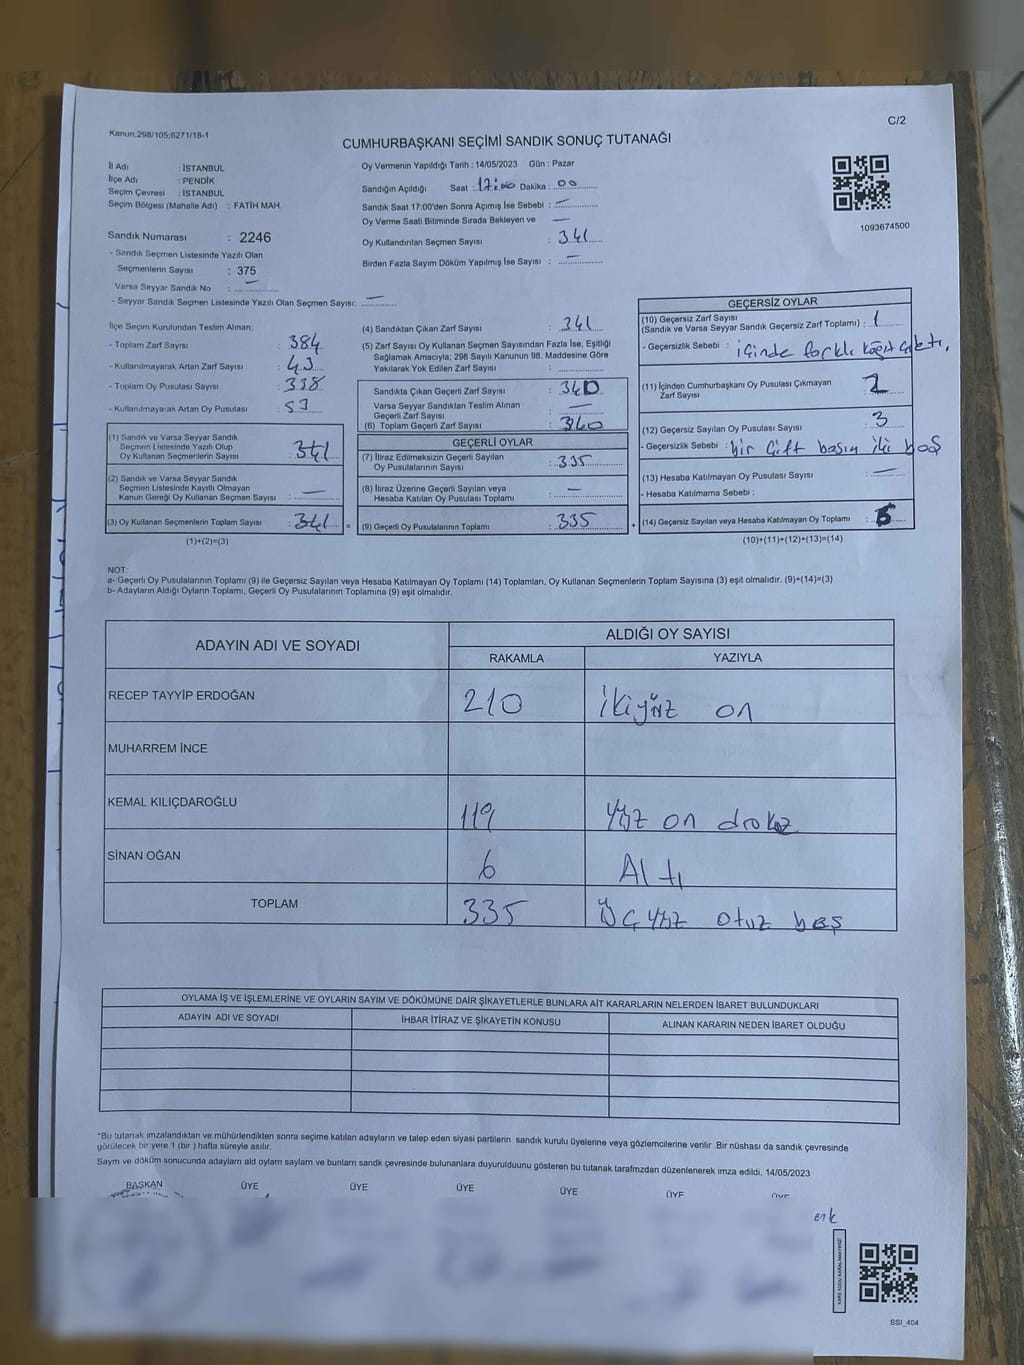 Kanun:298/105;6271/18-1
C/2
CUMHURBAŞKANI SEÇİMİ SANDIK SONUÇ TUTANAĞI
İl Adı : İSTANBUL
İlçe Adı : PENDİK
Seçim Çevresi : İSTANBUL
Seçim Bölgesi (Mahalle Adı) : FATİH MAH.
Oy Vermenin Yapıldığı Tarih : 14/05/2023 Gün : Pazar
Sandığın Açıldığı Saat : 17:00 Dakika : 00
Sandık Saat 17:00'den Sonra Açımış İse Sebebi : —
Oy Verme Saati Bitiminde Sırada Bekleyen ve —
Oy Kullandırılan Seçmen Sayısı : 341
Birden Fazla Sayım Döküm Yapılmış İse Sayısı : —
1093674500
Sandık Numarası : 2246
- Sandık Seçmen Listesinde Yazılı Olan
Seçmenlerin Sayısı : 375
Varsa Seyyar Sandık No : —
- Seyyar Sandık Seçmen Listesinde Yazılı Olan Seçmen Sayısı: —
İlçe Seçim Kurulundan Teslim Alınan;
- Toplam Zarf Sayısı : 384
- Kullanılmayarak Artan Zarf Sayısı : 43
- Toplam Oy Pusulası Sayısı : 398
- Kullanılmayarak Artan Oy Pusulası :
(1) Sandık ve Varsa Seyyar Sandık
Seçmen Listesinde Yazılı Olup
Oy Kullanan Seçmenlerin Sayısı : 341
(2) Sandık ve Varsa Seyyar Sandık
Seçmen Listesinde Kayıtlı Olmayan
Kanun Gereği Oy Kullanan Seçmen Sayısı : —
(3) Oy Kullanan Seçmenlerin Toplam Sayısı : 341 =
(1)+(2)=(3)
(4) Sandıktan Çıkan Zarf Sayısı : 341
(5) Zarf Sayısı Oy Kullanan Seçmen Sayısından Fazla İse, Eşitliği
Sağlamak Amacıyla; 298 Sayılı Kanunun 98. Maddesine Göre
Yakılarak Yok Edilen Zarf Sayısı :
Sandıkta Çıkan Geçerli Zarf Sayısı : 340
Varsa Seyyar Sandıktan Teslim Alınan
Geçerli Zarf Sayısı : —
(6) Toplam Geçerli Zarf Sayısı : 340
GEÇERLİ OYLAR
(7) İtiraz Edilmeksizin Geçerli Sayılan
Oy Pusulalarının Sayısı : 335
(8) İtiraz Üzerine Geçerli Sayılan veya
Hesaba Katılan Oy Pusulası Toplamı : —
(9) Geçerli Oy Pusulalarının Toplamı : 335 +
GEÇERSİZ OYLAR
(10) Geçersiz Zarf Sayısı
(Sandık ve Varsa Seyyar Sandık Geçersiz Zarf Toplamı) : 1
- Geçersizlik Sebebi : içinde farklı kağıt çıktı.
(11) İçinden Cumhurbaşkanı Oy Pusulası Çıkmayan
Zarf Sayısı : 2
(12) Geçersiz Sayılan Oy Pusulası Sayısı : 3
- Geçersizlik Sebebi : bir çift basım iki boş
(13) Hesaba Katılmayan Oy Pusulası Sayısı : —
- Hesaba Katılmama Sebebi :
(14) Geçersiz Sayılan veya Hesaba Katılmayan Oy Toplamı :
(10)+(11)+(12)+(13)=(14)
NOT:
a- Geçerli Oy Pusulalarının Toplamı (9) ile Geçersiz Sayılan veya Hesaba Katılmayan Oy Toplamı (14) Toplamları, Oy Kullanan Seçmenlerin Toplam Sayısına (3) eşit olmalıdır. (9)+(14)=(3)
b- Adayların Aldığı Oyların Toplamı, Geçerli Oy Pusulalarının Toplamına (9) eşit olmalıdır.
ADAYIN ADI VE SOYADI
ALDIĞI OY SAYISI
RAKAMLA YAZIYLA
RECEP TAYYİP ERDOĞAN 210 İkiyüz on
MUHARREM İNCE
KEMAL KILIÇDAROĞLU 119 Yüz on dokuz
SİNAN OĞAN 6 Altı
TOPLAM 335 Üçyüz otuz beş
OYLAMA İŞ VE İŞLEMLERİNE VE OYLARIN SAYIM VE DÖKÜMÜNE DAİR ŞİKAYETLERLE BUNLARA AİT KARARLARIN NELERDEN İBARET BULUNDUKLARI
ADAYIN ADI VE SOYADI İHBAR İTİRAZ VE ŞİKAYETİN KONUSU ALINAN KARARIN NEDEN İBARET OLDUĞU
*Bu tutanak imzalandıktan ve mühürlendikten sonra seçime katılan adayların ve talep eden siyasi partilerin sandık kurulu üyelerine veya gözlemcilerine verilir .Bir nüshası da sandık çevresinde
görülecek bir yere 1 (bir ) hafta süreyle asılır.
Sayım ve döküm sonucunda adayların ald oyların sayların ve bunların sandk çevresinde bulunanlara duyurulduunu gösteren bu tutanak tarafmzdan düzenlenerek imza edildi. 14/05/2023
BAŞKAN ÜYE ÜYE ÜYE ÜYE ÜYE ÜYE
SSI_404